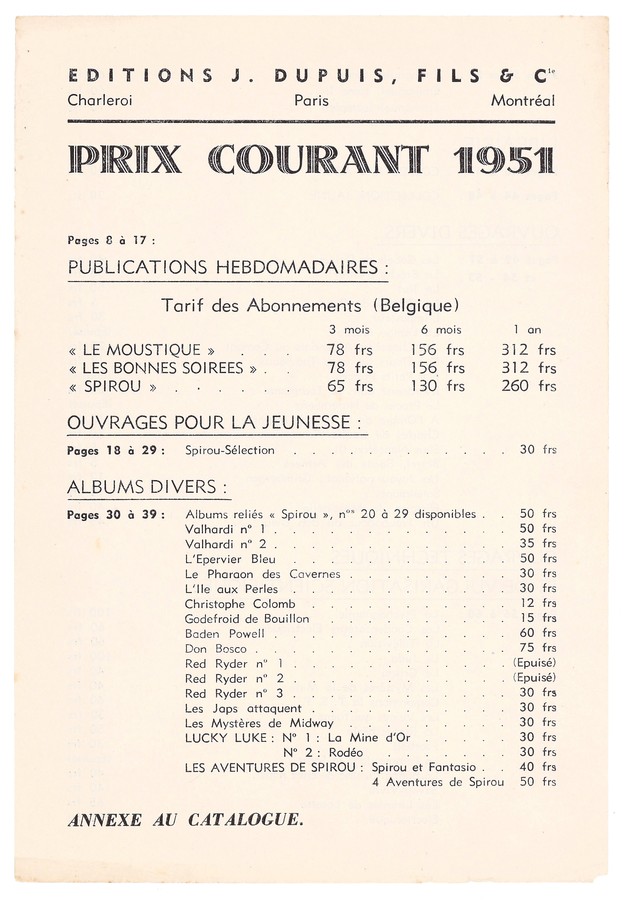 EDITIONS J. DUPUIS, FILS & Cie
Charleroi Paris Montréal
PRIX COURANT 1951
Pages 8 à 17 :
PUBLICATIONS HEBDOMADAIRES :
Tarif des Abonnements (Belgique)
3 mois 6 mois 1 an
« LE MOUSTIQUE » . . . 78 frs 156 frs 312 frs
« LES BONNES SOIREES » . . 78 frs 156 frs 312 frs
« SPIROU » . . . . . 65 frs 130 frs 260 frs
OUVRAGES POUR LA JEUNESSE :
Pages 18 à 29 : Spirou-Sélection . . . . . . . . . . . . 30 frs
ALBUMS DIVERS :
Pages 30 à 39 : Albums reliés « Spirou », nos 20 à 29 disponibles . . 50 frs
Valhardi n° 1 . . . . . . . . . . . . . 50 frs
Valhardi n° 2 . . . . . . . . . . . . . 35 frs
L'Epervier Bleu . . . . . . . . . . . . 50 frs
Le Pharaon des Cavernes . . . . . . . . . 30 frs
L'Ile aux Perles . . . . . . . . . . . . 30 frs
Christophe Colomb . . . . . . . . . . . 12 frs
Godefroid de Bouillon . . . . . . . . . . . 15 frs
Baden Powell . . . . . . . . . . . . . 60 frs
Don Bosco . . . . . . . . . . . . . . 75 frs
Red Ryder n° 1 . . . . . . . . . . . . (Epuisé)
Red Ryder n° 2 . . . . . . . . . . . . (Epuisé)
Red Ryder n° 3 . . . . . . . . . . . . 30 frs
Les Japs attaquent . . . . . . . . . . . 30 frs
Les Mystères de Midway . . . . . . . . . 30 frs
LUCKY LUKE : N° 1 : La Mine d'Or . . . . . 30 frs
N° 2 : Rodéo . . . . . . . 30 frs
LES AVENTURES DE SPIROU : Spirou et Fantasio . . 40 frs
4 Aventures de Spirou 50 frs
ANNEXE AU CATALOGUE.